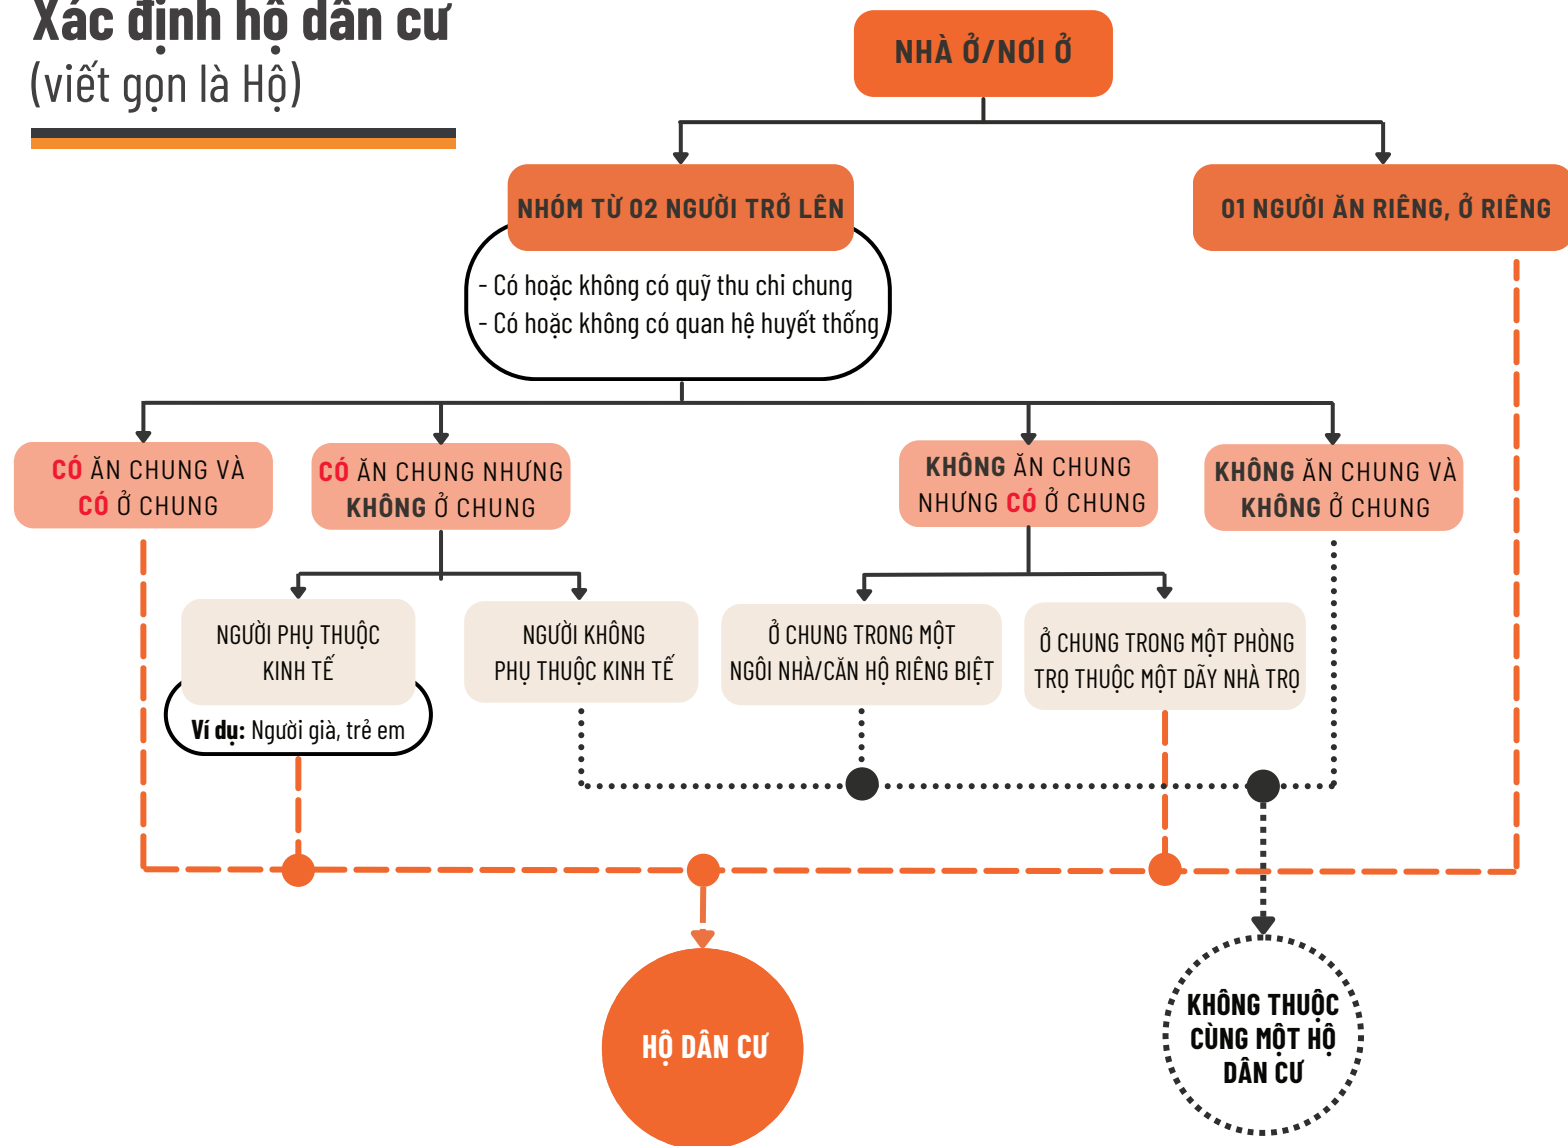 Xác định hộ dân cư
(viết gọn là Hộ)
NHÀ Ở/NƠI Ở
NHÓM TỪ 02 NGƯỜI TRỞ LÊN
01 NGƯỜI ĂN RIÊNG, Ở RIÊNG
- Có hoặc không có quỹ thu chi chung
- Có hoặc không có quan hệ huyết thống
CÓ ĂN CHUNG VÀ
CÓ Ở CHUNG
CÓ ĂN CHUNG NHƯNG
KHÔNG Ở CHUNG
KHÔNG ĂN CHUNG
NHƯNG CÓ Ở CHUNG
KHÔNG ĂN CHUNG VÀ
KHÔNG Ở CHUNG
NGƯỜI PHỤ THUỘC
KINH TẾ
Ví dụ: Người già, trẻ em
NGƯỜI KHÔNG
PHỤ THUỘC KINH TẾ
Ở CHUNG TRONG MỘT
NGÔI NHÀ/CĂN HỘ RIÊNG BIỆT
Ở CHUNG TRONG MỘT PHÒNG
TRỌ THUỘC MỘT DÃY NHÀ TRỌ
HỘ DÂN CƯ
KHÔNG THUỘC
CÙNG MỘT HỘ
DÂN CƯ